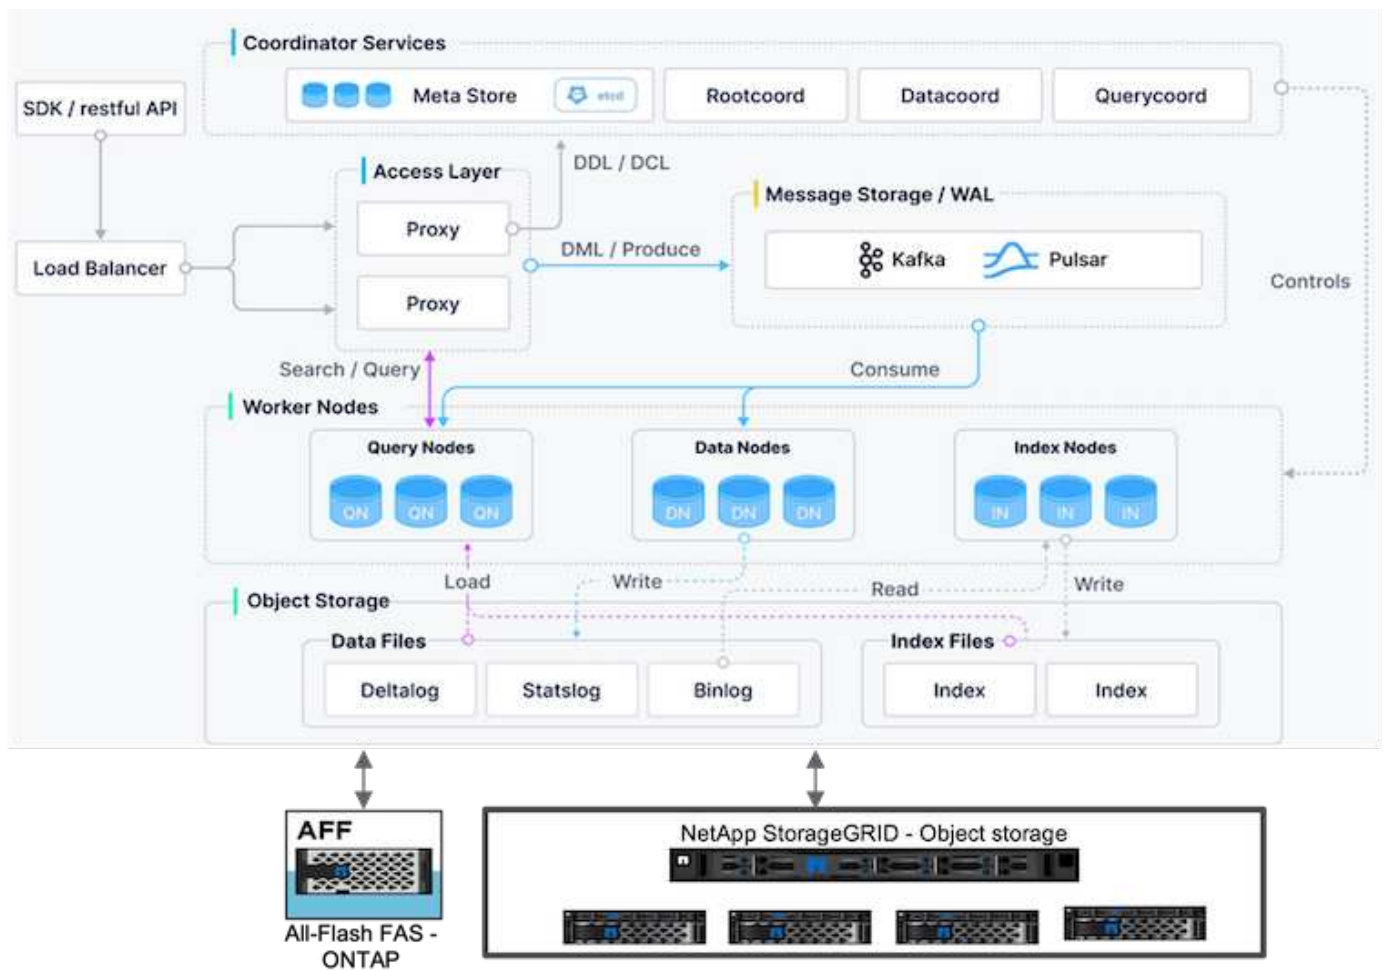 Coordinator Services
SDK / restful API
Meta Store
etcd
Rootcoord
Datacoord
Querycoord
Access Layer
DDL / DCL
Message Storage / WAL
Proxy
DML / Produce
Kafka
Pulsar
Load Balancer
Controls
Proxy
Search / Query
Consume
Worker Nodes
Query Nodes
Data Nodes
Index Nodes
QN
QN
QN
DN
DN
DN
IN
IN
IN
Load
Write
Read
Write
Object Storage
Data Files
Index Files
Deltalog
Statslog
Binlog
Index
Index
AFF
NetApp StorageGRID - Object storage
All-Flash FAS -
ONTAP